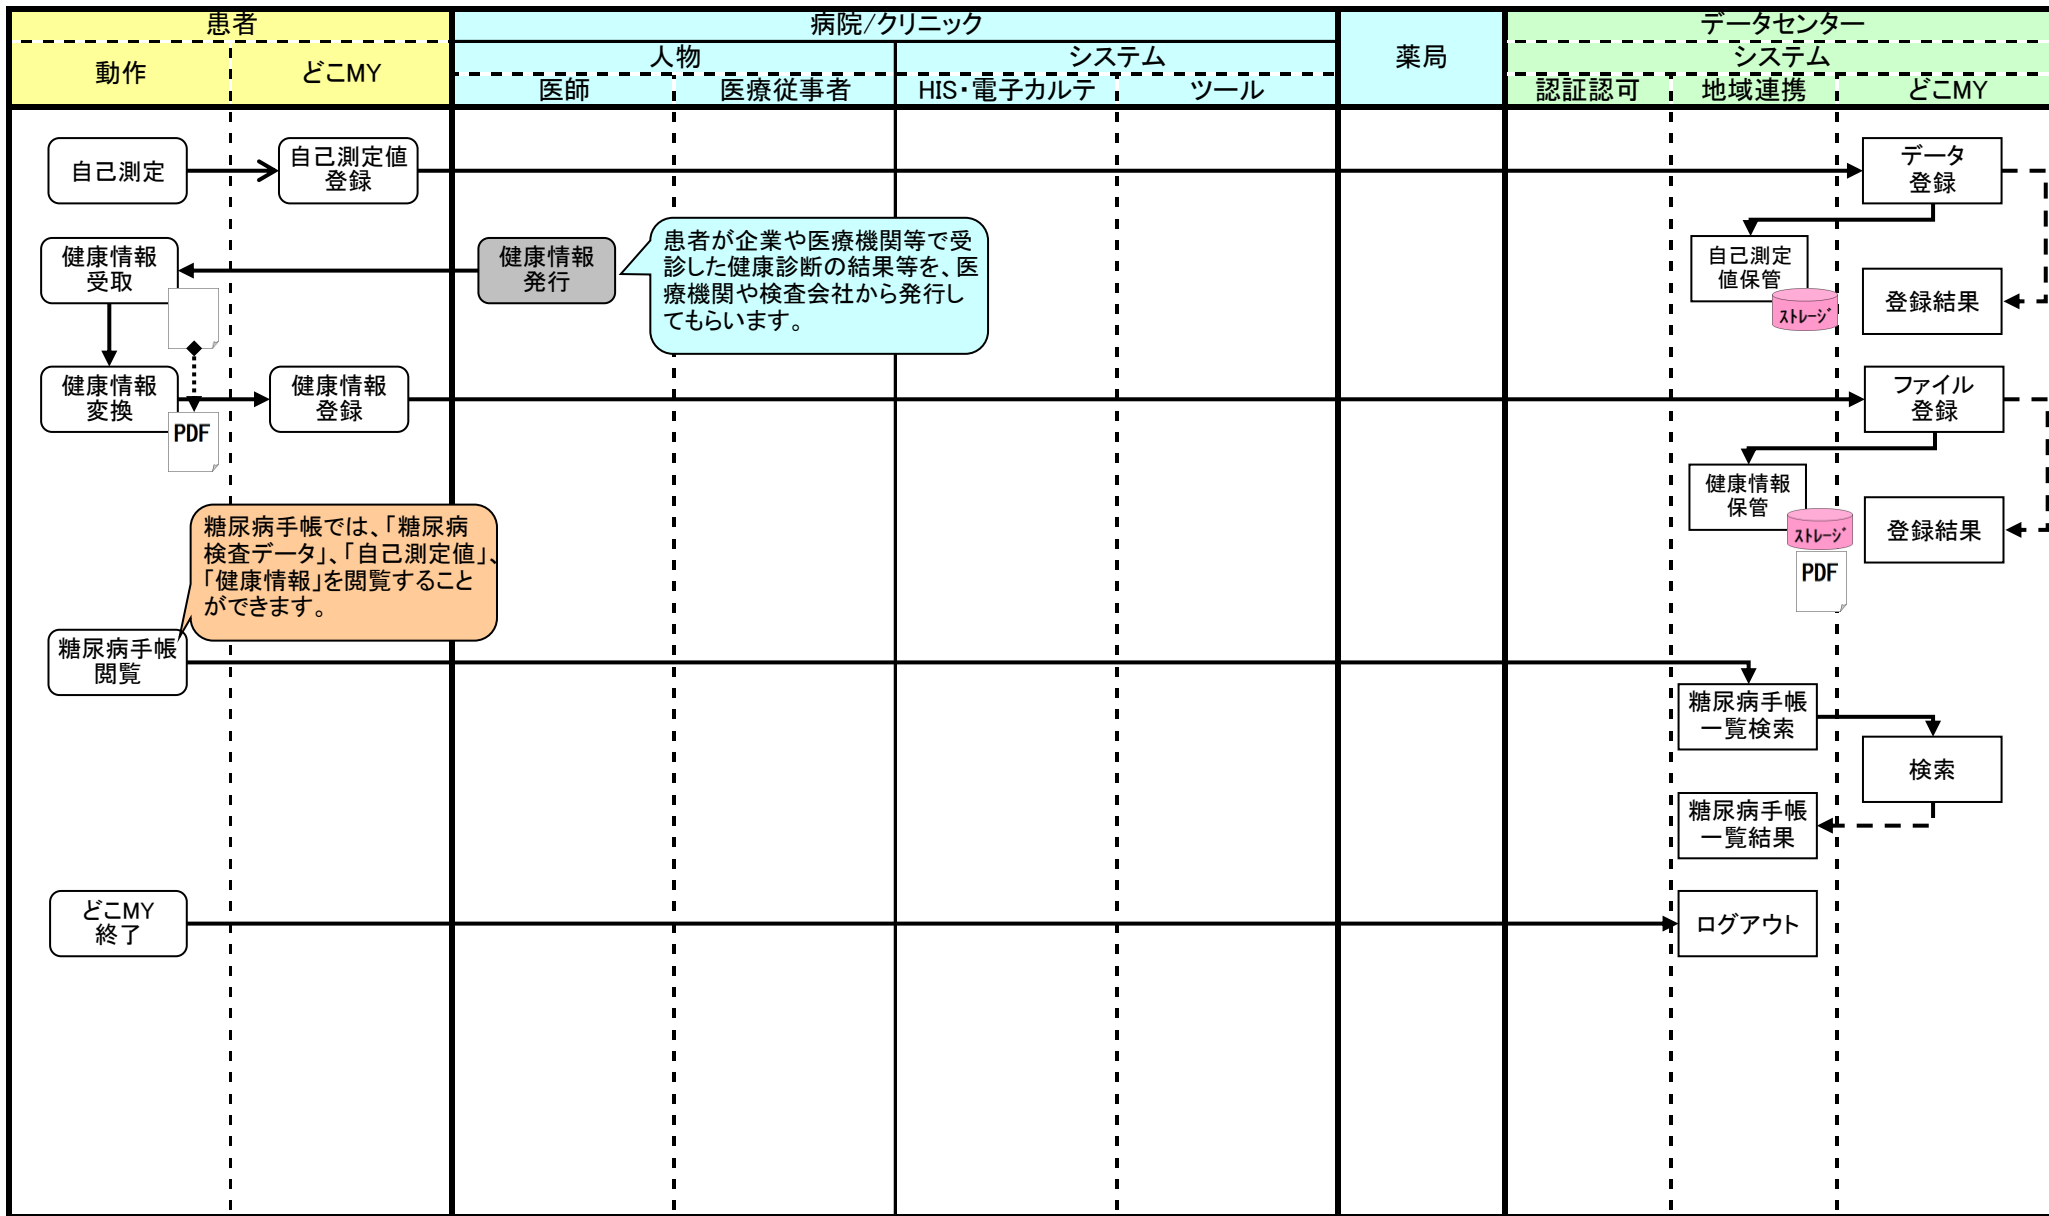 患者
病院/クリニック
データセンター
動作
どこMY
人物
システム
薬局
システム
医師
医療従事者
HIS・電子カルテ
ツール
認証認可
地域連携
どこMY
自己測定
自己測定値
登録
データ
登録
健康情報
受取
健康情報
発行
患者が企業や医療機関等で受
診した健康診断の結果等を、医
療機関や検査会社から発行し
てもらいます。
自己測定
値保管
ストレージ
登録結果
健康情報
変換
PDF
健康情報
登録
ファイル
登録
健康情報
保管
ストレージ
PDF
登録結果
糖尿病手帳では、「糖尿病
検査データ」、「自己測定値」、
「健康情報」を閲覧すること
ができます。
糖尿病手帳
閲覧
糖尿病手帳
一覧検索
検索
糖尿病手帳
一覧結果
どこMY
終了
ログアウト